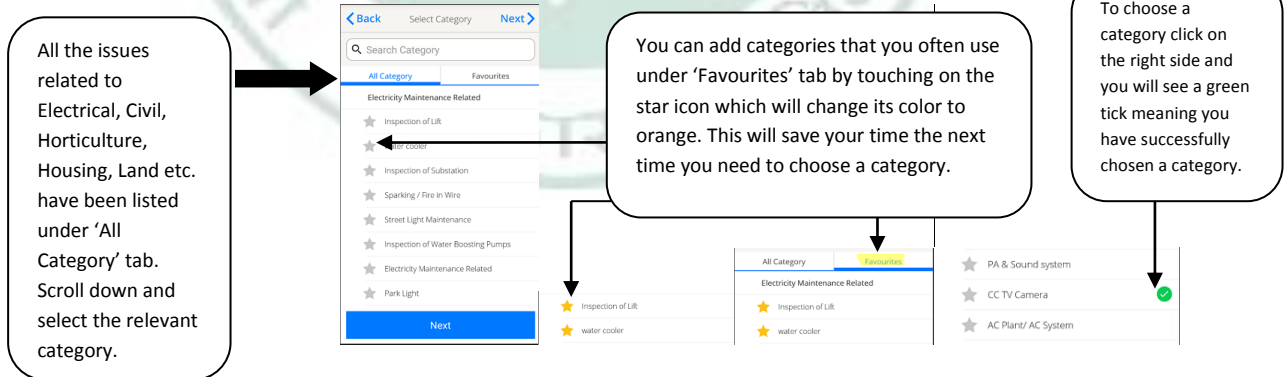 All the issues
related to
Electrical, Civil,
Horticulture,
Housing, Land etc.
have been listed
under ‘All
Category’ tab.
Scroll down and
select the relevant
category.
Back Select Category Next
Search Category
All Category Favourites
Electricity Maintenance Related
Inspection of Lift
water cooler
Inspection of Substation
Sparking / Fire in Wire
Street Light Maintenance
Inspection of Water Boosting Pumps
Electricity Maintenance Related
Park Light
Next
You can add categories that you often use
under ‘Favourites’ tab by touching on the
star icon which will change its color to
orange. This will save your time the next
time you need to choose a category.
Inspection of Lift
water cooler
All Category Favourites
Electricity Maintenance Related
Inspection of Lift
water cooler
To choose a
category click on
the right side and
you will see a green
tick meaning you
have successfully
chosen a category.
PA & Sound system
CC TV Camera
AC Plant/ AC System